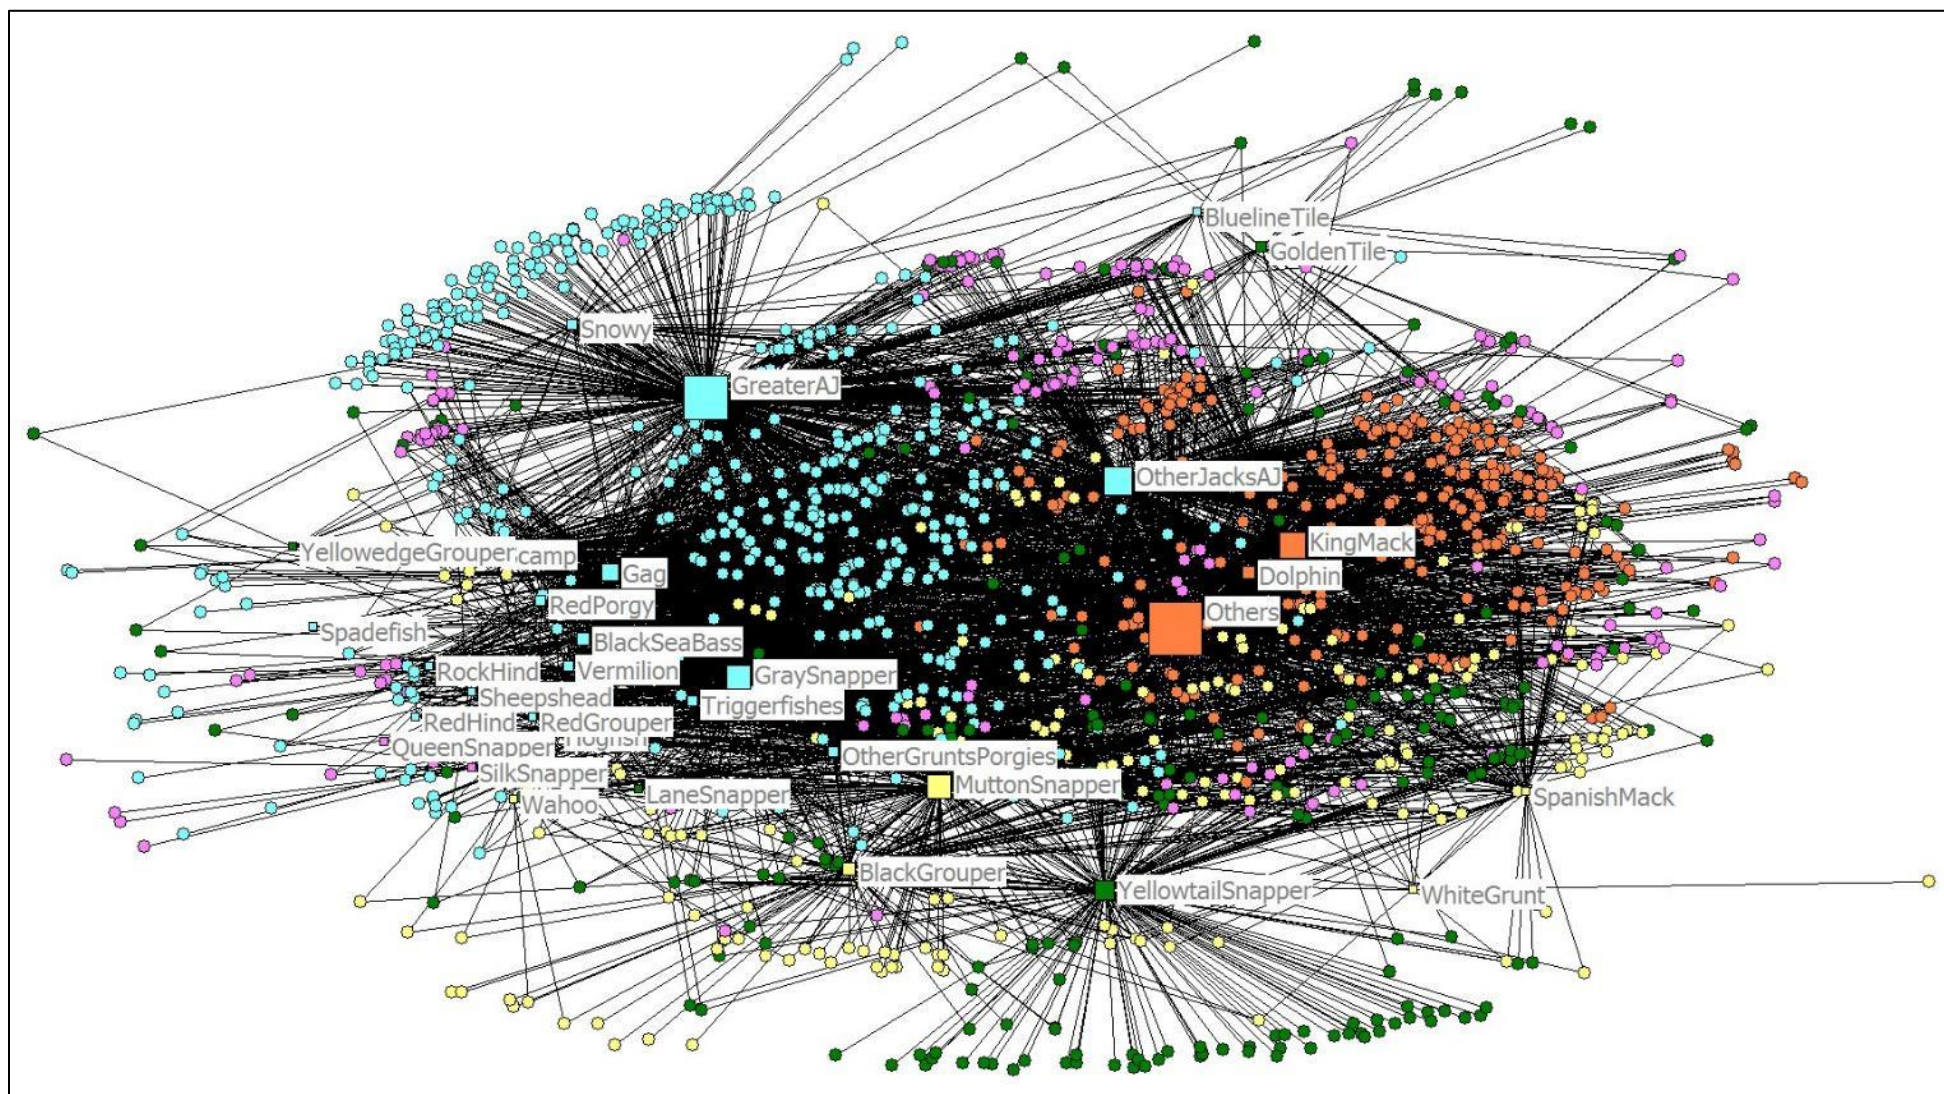 BluelineTile
GoldenTile
Snowy
GreaterAJ
OtherJacksAJ
KingMack
YellowedgeGrouper
camp
Gag
Dolphin
RedPorgy
Others
Spadefish
BlackSeaBass
RockHind
Vermilion
GraySnapper
Sheepshead
Triggerfishes
RedHind
RedGrouper
QueenSnapper
OtherGruntsPorgies
SilkSnapper
MuttonSnapper
LaneSnapper
Wahoo
SpanishMack
BlackGrouper
YellowtailSnapper
WhiteGrunt